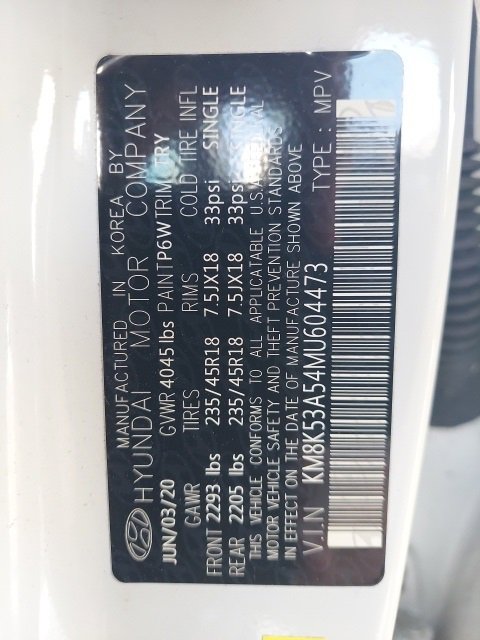 MANUFACTURED IN KOREA BY
HYUNDAI MOTOR COMPANY
JUN/03/20 GVWR 4045 lbs PAINT P6W TRIM TRY
GAWR TIRES RIMS COLD TIRE INFL
FRONT 2293 lbs 235/45R18 7.5JX18 33psi SINGLE
REAR 2205 lbs 235/45R18 7.5JX18 33psi SINGLE
THIS VEHICLE CONFORMS TO ALL APPLICABLE U.S.A FEDERAL
MOTOR VEHICLE SAFETY AND THEFT PREVENTION STANDARDS
IN EFFECT ON THE DATE OF MANUFACTURE SHOWN ABOVE
V.I.N KM8K53A54MU604473 TYPE : MPV